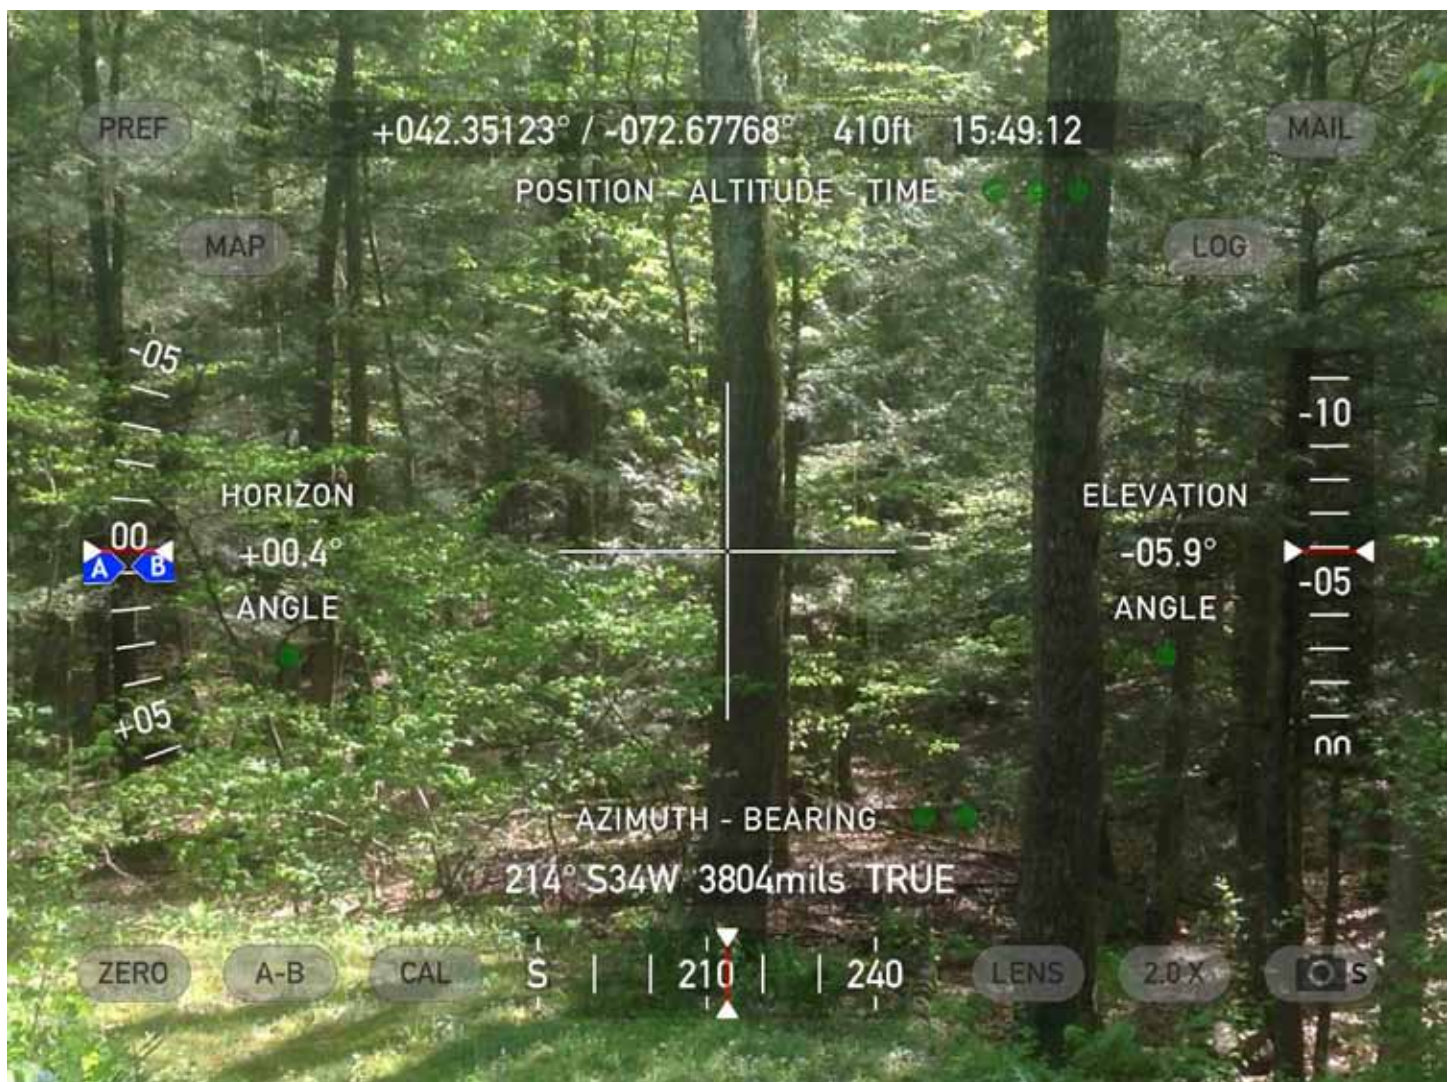 PREF
+042.35123° / -072.67768° 410ft 15:49:12
MAIL
POSITION - ALTITUDE - TIME
MAP
LOG
-05
-10
HORIZON
ELEVATION
00
+00.4°
-05.9°
A B
-05
ANGLE
ANGLE
+05
00
AZIMUTH - BEARING
214° S34W 3804mils TRUE
ZERO
A-B
CAL
S 210 240
LENS
2.0 X
S